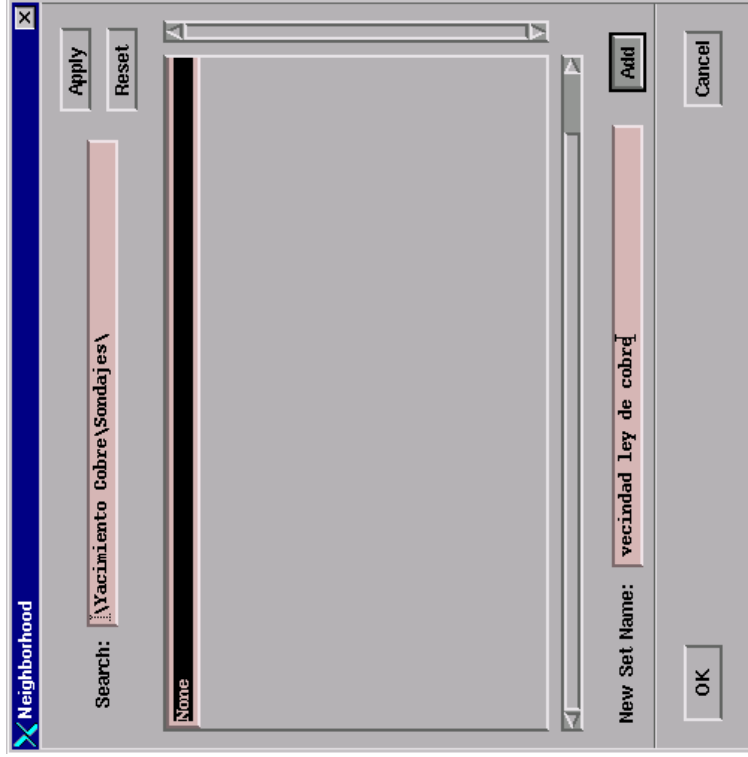 Neighborhood
Search: \Yacimiento Cobre\Sondajes\
Apply
Reset
None
New Set Name: vecindad ley de cobre
Add
OK
Cancel